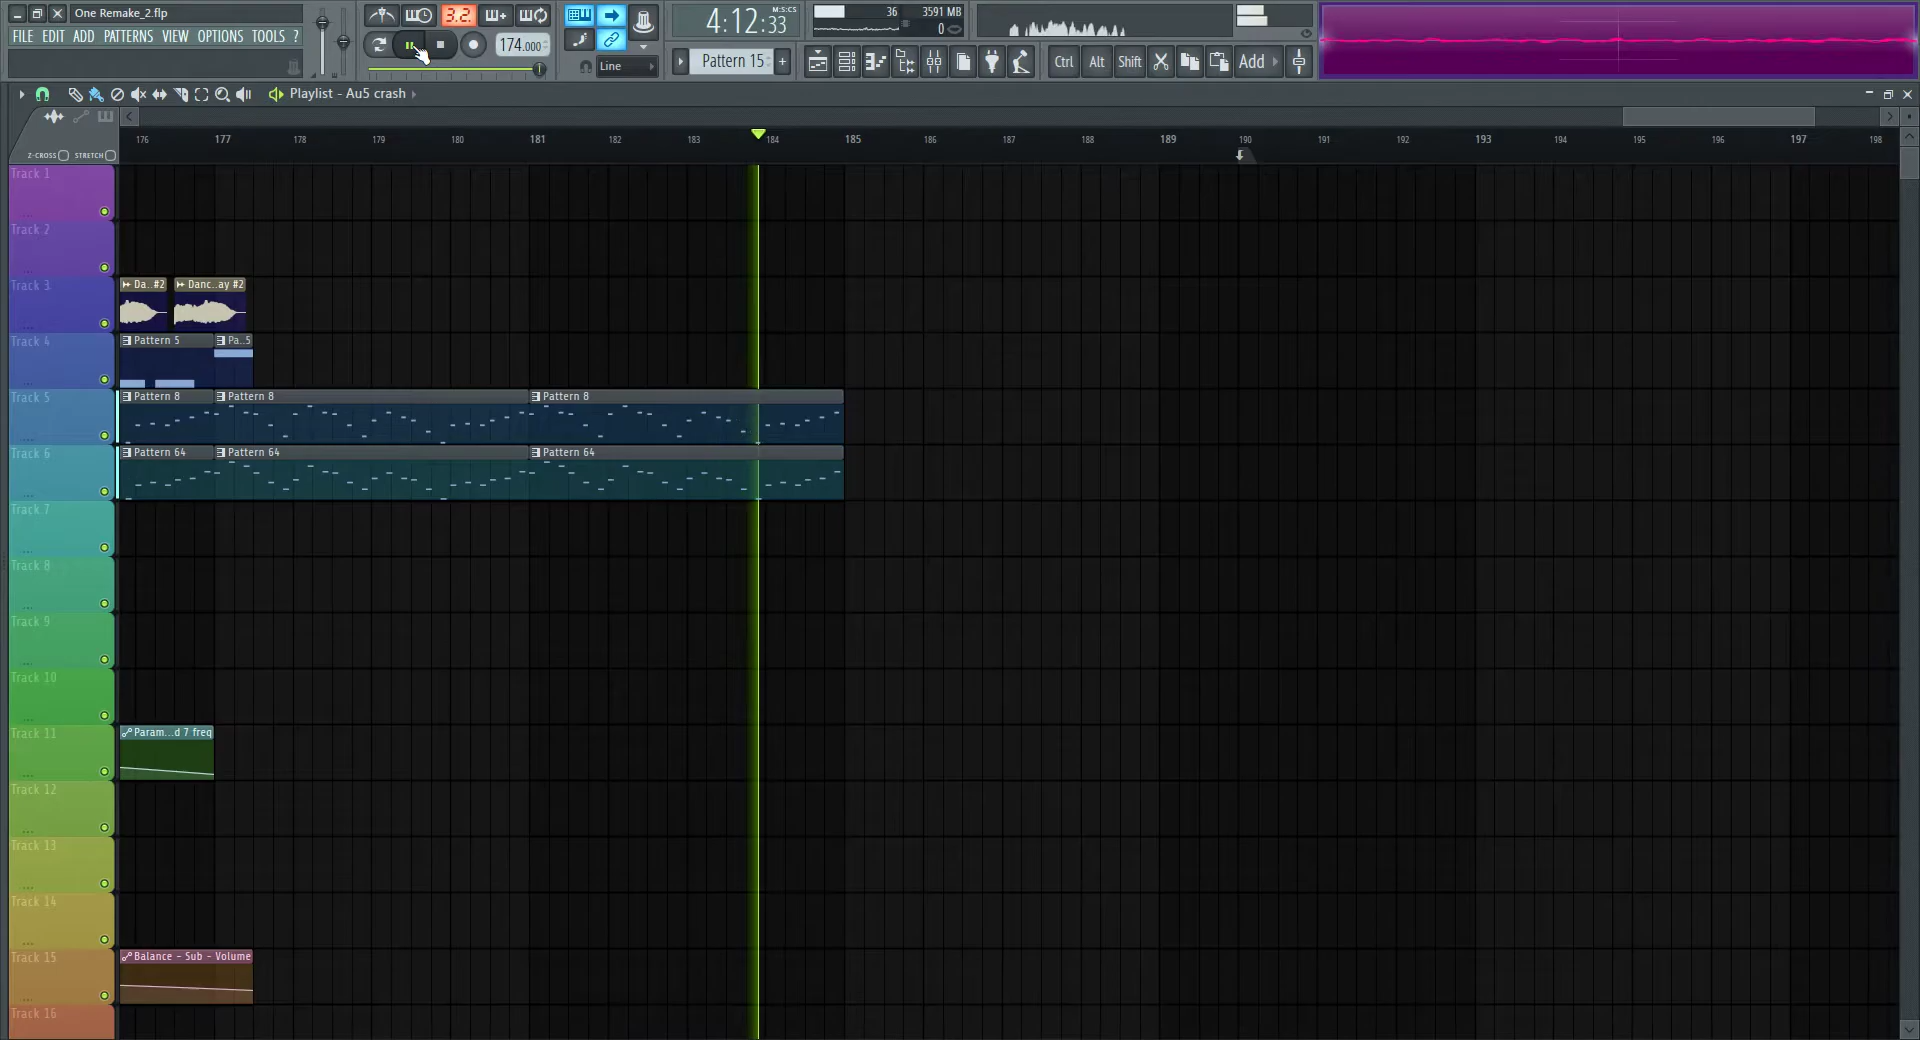 One Remake_2.flp
FILE EDIT ADD PATTERNS VIEW OPTIONS TOOLS ?
3.2.
174.000
Line
4:12:33
M:S:CS
36
3591 MB
0
Pattern 15
Ctrl Alt Shift
Add
Playlist - Au5 crash
Z-CROSS STRETCH
176 177 178 179 180 181 182 183 184 185 186 187 188 189 190 191 192 193 194 195 196 197 198
Track 1
Track 2
Track 3
Da..#2 Danc...ay #2
Track 4
Pattern 5 Pa..5
Track 5
Pattern 8 Pattern 8 Pattern 8
Track 6
Pattern 64 Pattern 64 Pattern 64
Track 7
Track 8
Track 9
Track 10
Track 11
Param...d 7 freq
Track 12
Track 13
Track 14
Track 15
Balance - Sub - Volume
Track 16